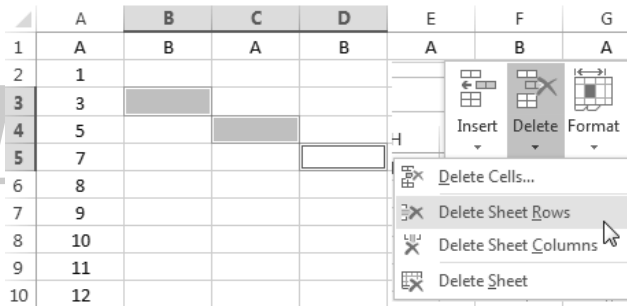 A B C D E F G
1 A B A B A B A
2 1
3 3
4 5
Insert Delete Format
H
5 7
6 8
Delete Cells...
7 9
Delete Sheet Rows
8 10
Delete Sheet Columns
9 11
Delete Sheet
10 12